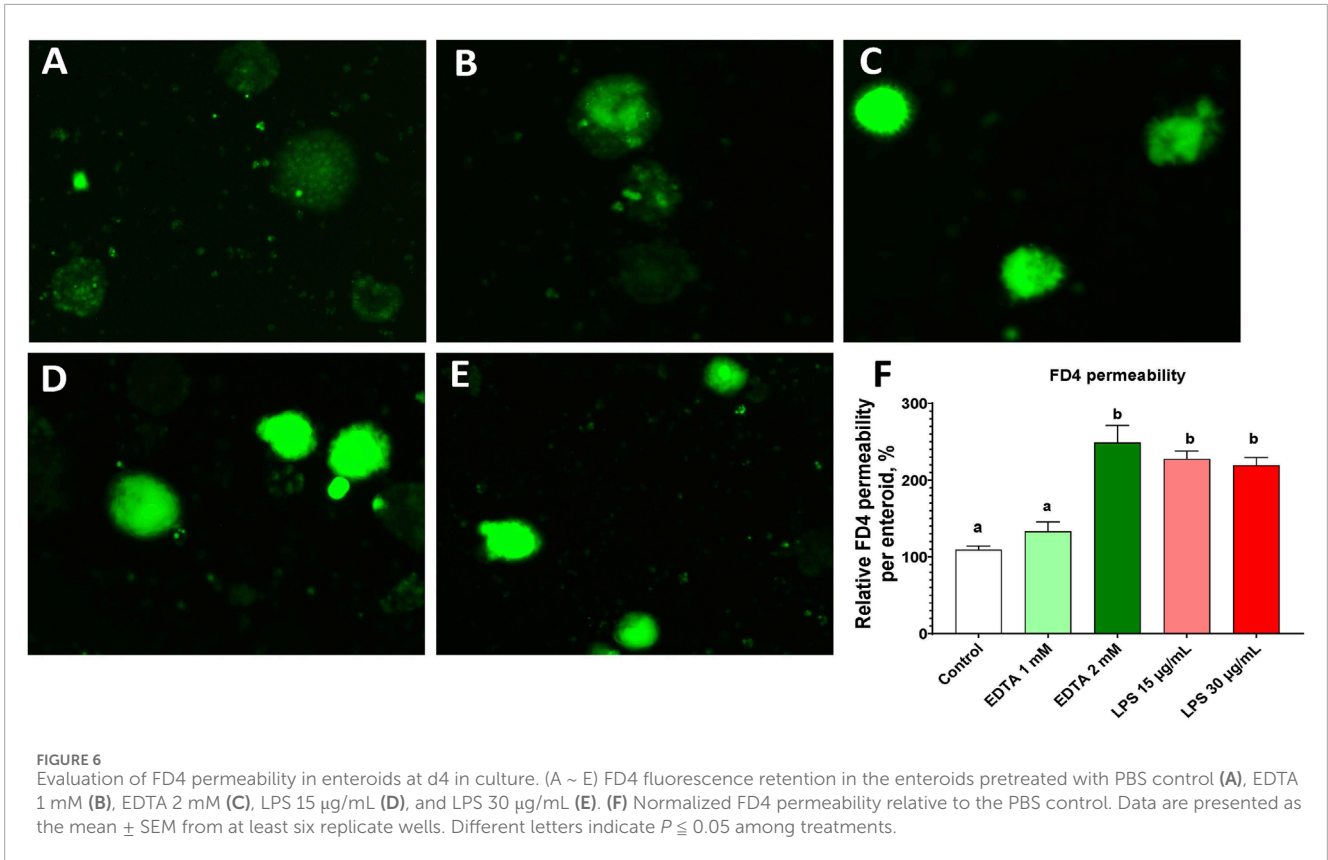 A
B
C
D
E
F
FD4 permeability
Relative FD4 permeability
per enteroid, %
300
200
100
0
a
a
b
b
b
Control
EDTA 1 mM
EDTA 2 mM
LPS 15 µg/mL
LPS 30 µg/mL
FIGURE 6
Evaluation of FD4 permeability in enteroids at d4 in culture. (A ~ E) FD4 fluorescence retention in the enteroids pretreated with PBS control (A), EDTA
1 mM (B), EDTA 2 mM (C), LPS 15 µg/mL (D), and LPS 30 µg/mL (E). (F) Normalized FD4 permeability relative to the PBS control. Data are presented as
the mean ± SEM from at least six replicate wells. Different letters indicate P ≦ 0.05 among treatments.